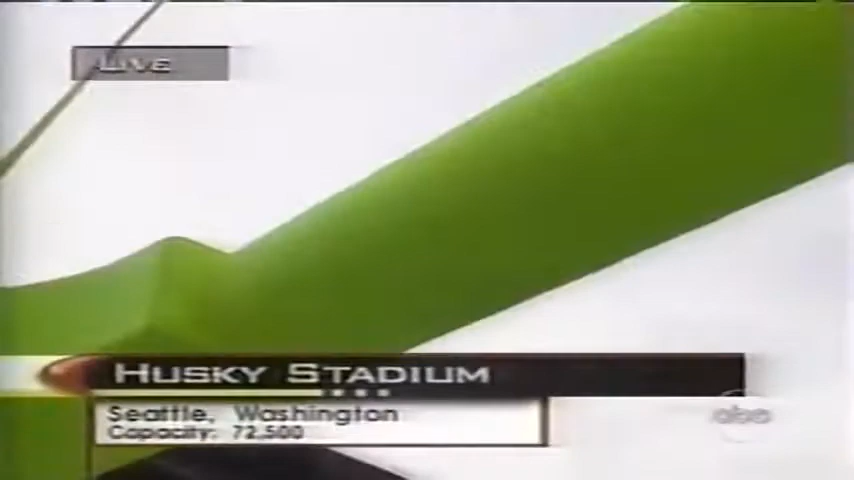 LIVE
HUSKY STADIUM
Seattle, Washington
Capacity: 72,500
abc